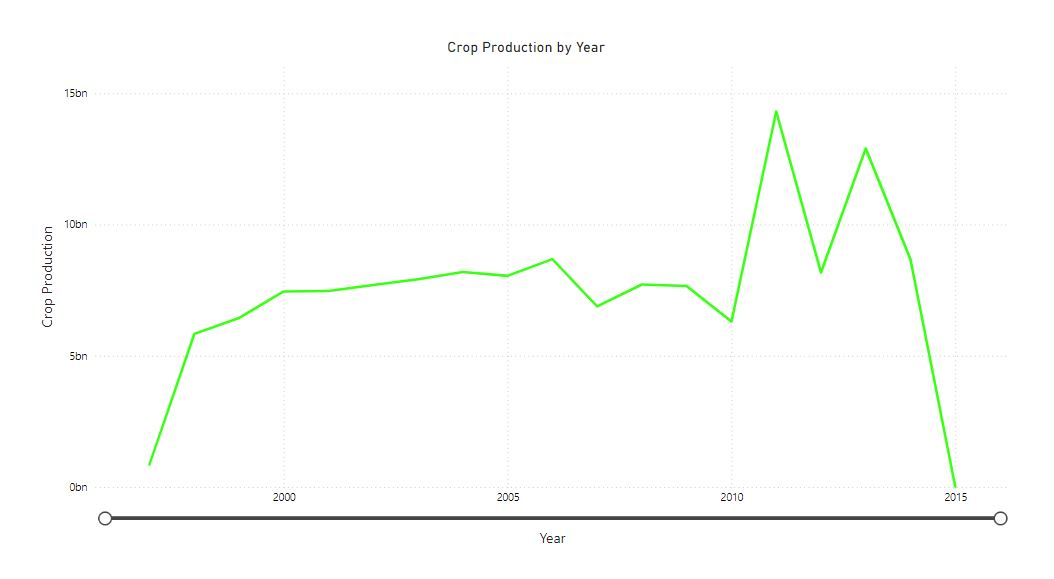 Crop Production by Year
15bn
10bn
5bn
0bn
Crop Production
2000 2005 2010 2015
Year